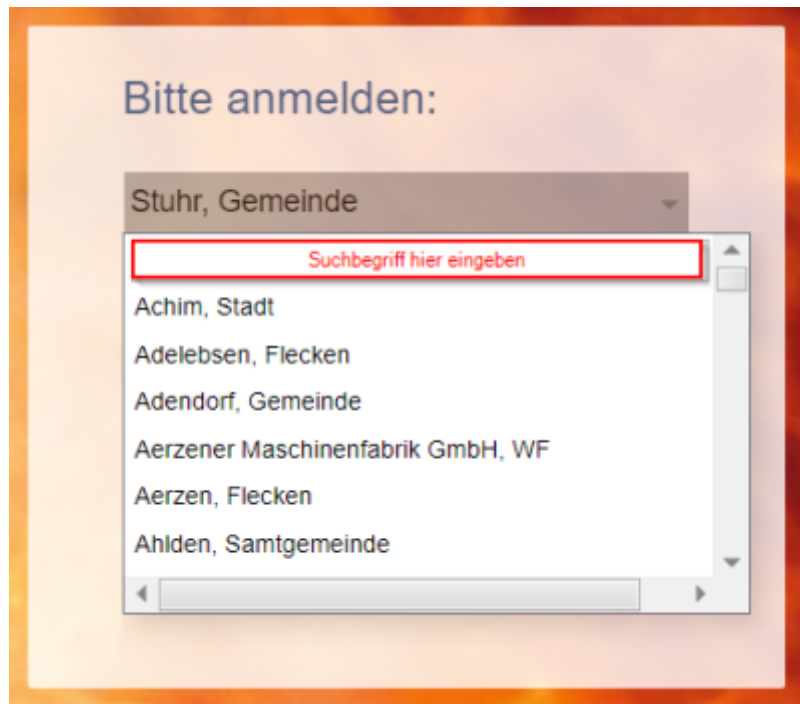 Bitte anmelden:
Stuhr, Gemeinde
Suchbegriff hier eingeben
Achim, Stadt
Adelebsen, Flecken
Adendorf, Gemeinde
Aerzener Maschinenfabrik GmbH, WF
Aerzen, Flecken
Ahlden, Samtgemeinde